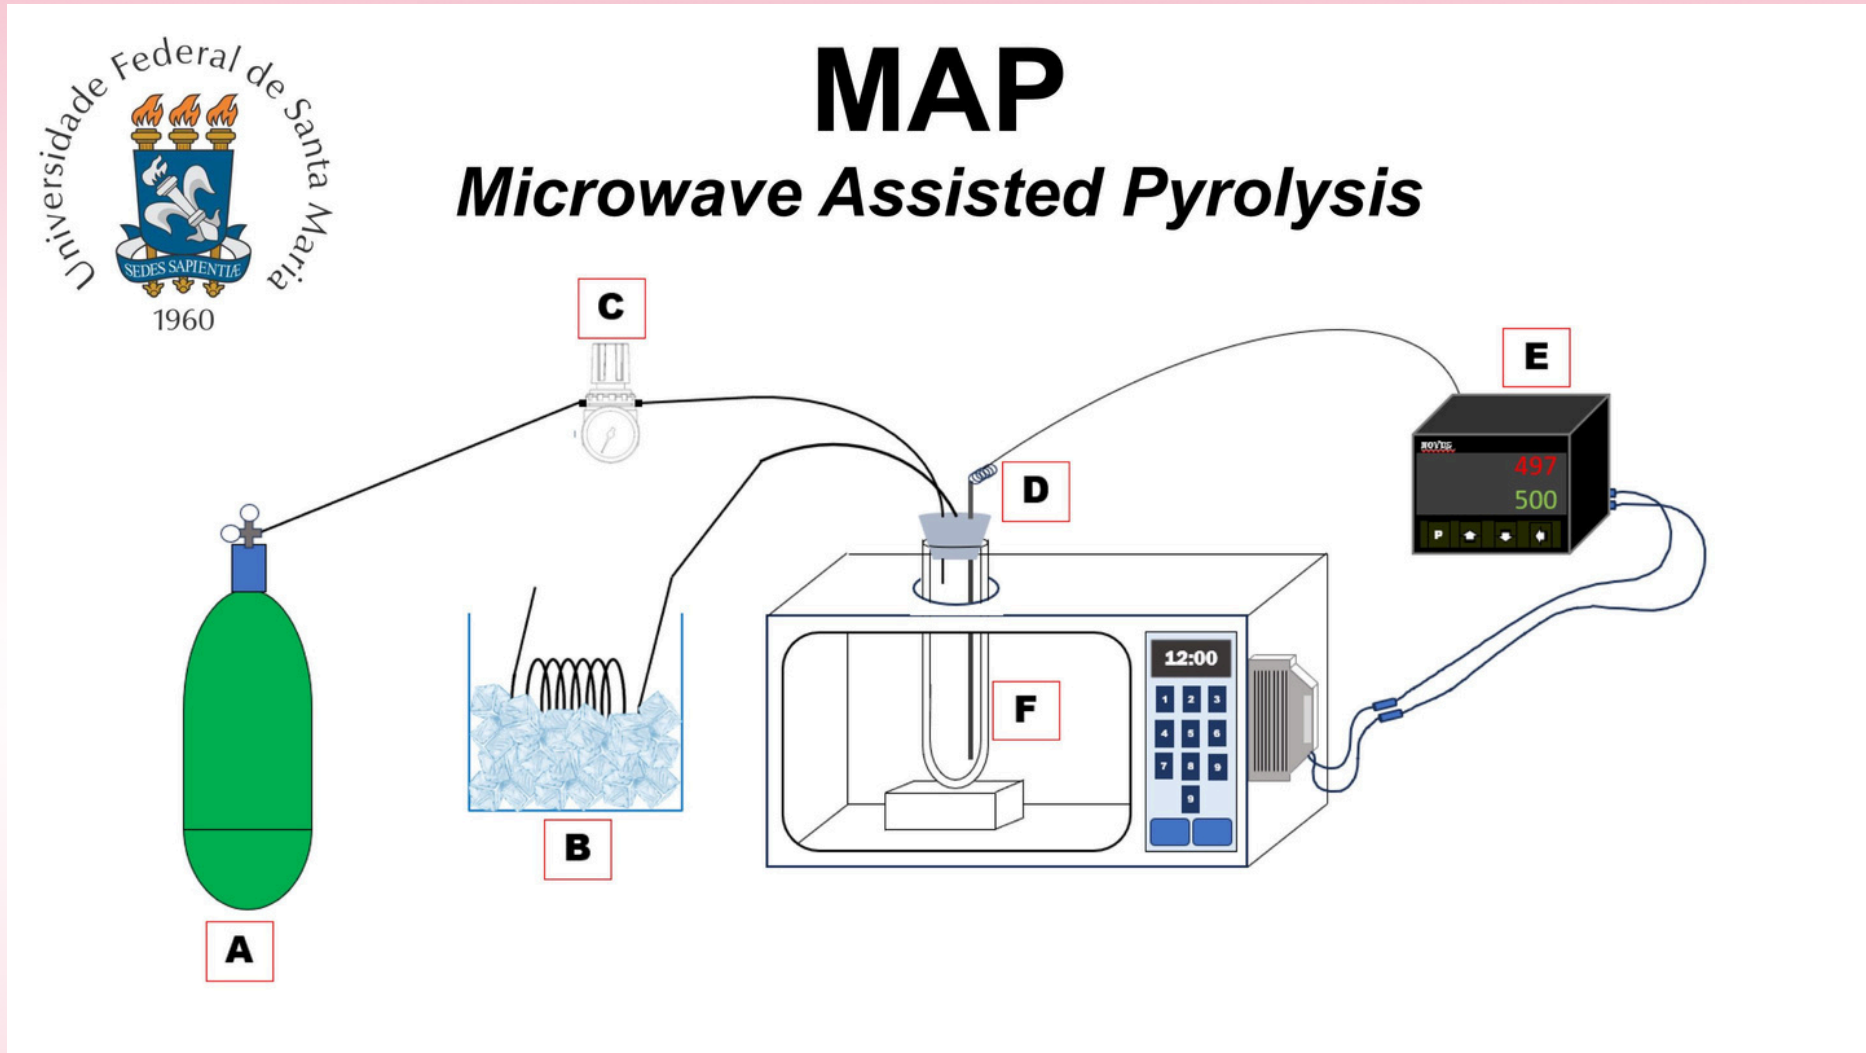 Universidade Federal de Santa Maria
SEDES SAPIENTIÆ
1960
MAP
Microwave Assisted Pyrolysis
C
E
497
500
P
D
12:00
1 2 3
4 5 6
7 8 9
9
F
B
A